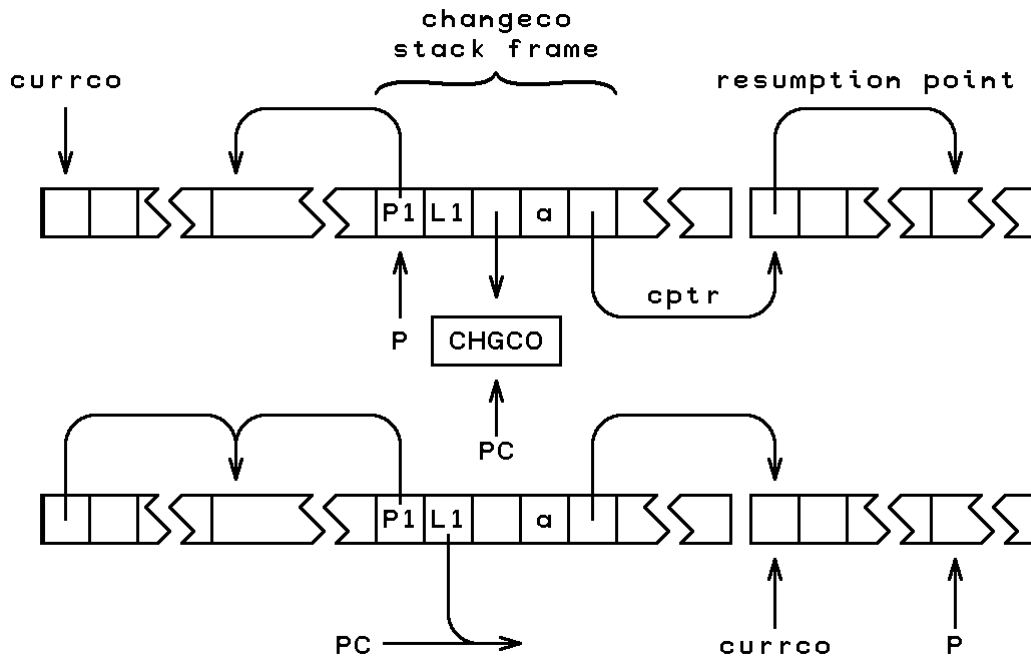 changeco
stack frame
currco
resumption point
P1 L1 a
cptr
P
CHGCO
PC
P1 L1 a
PC
currco
P